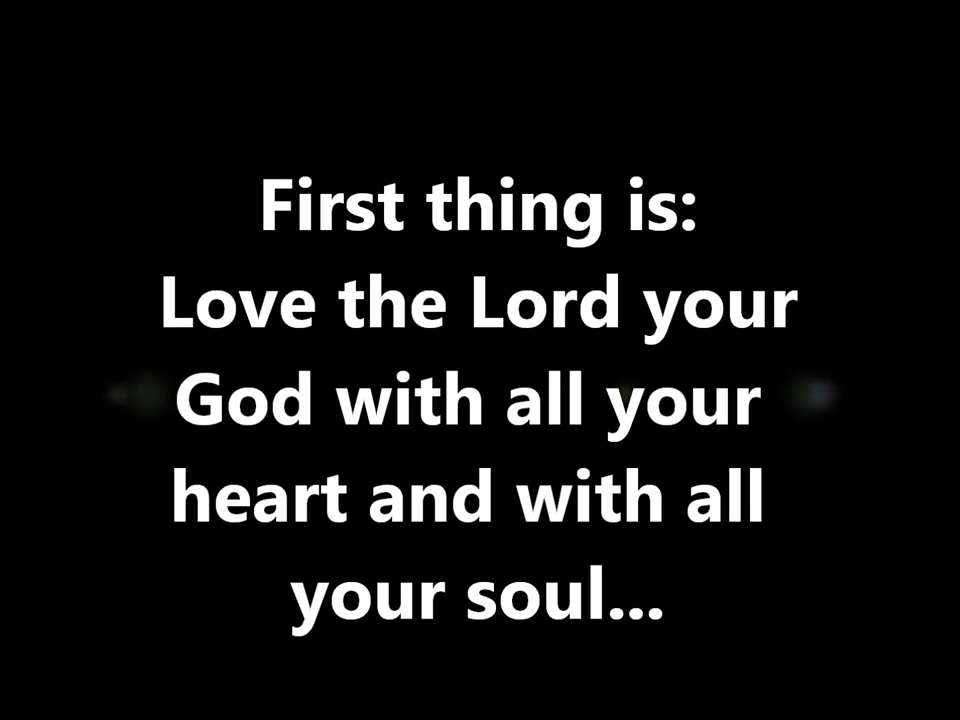 First thing is:
Love the Lord your
God with all your
heart and with all
your soul...